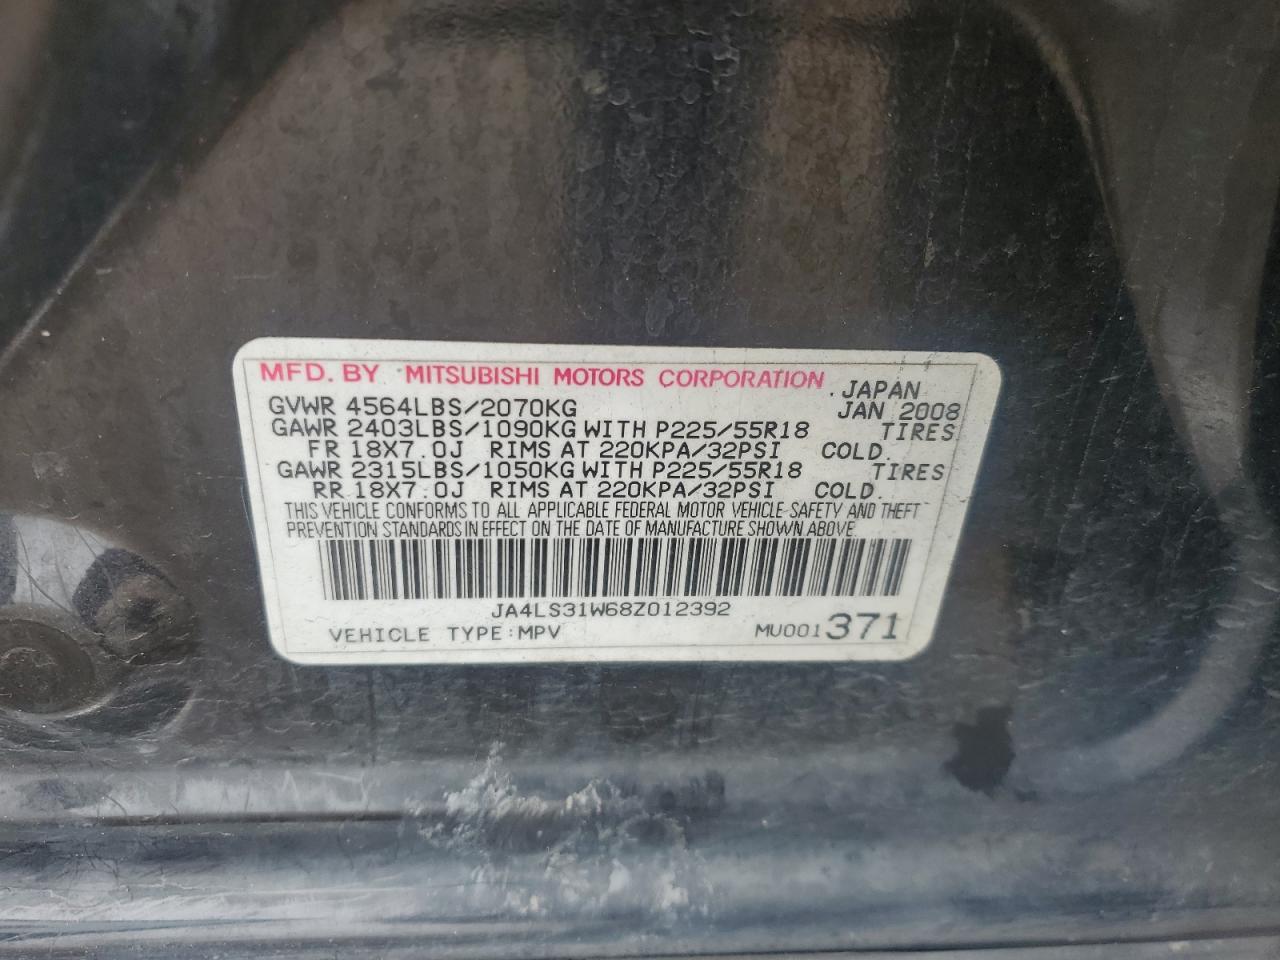 MFD. BY MITSUBISHI MOTORS CORPORATION JAPAN
GVWR 4564LBS/2070KG JAN 2008
GAWR 2403LBS/1090KG WITH P225/55R18 TIRES
FR 18X7.0J RIMS AT 220KPA/32PSI COLD.
GAWR 2315LBS/1050KG WITH P225/55R18 TIRES
RR 18X7.0J RIMS AT 220KPA/32PSI COLD.
THIS VEHICLE CONFORMS TO ALL APPLICABLE FEDERAL MOTOR VEHICLE SAFETY AND THEFT
PREVENTION STANDARDS IN EFFECT ON THE DATE OF MANUFACTURE SHOWN ABOVE.
JA4LS31W68Z012392
VEHICLE TYPE:MPV MU001371